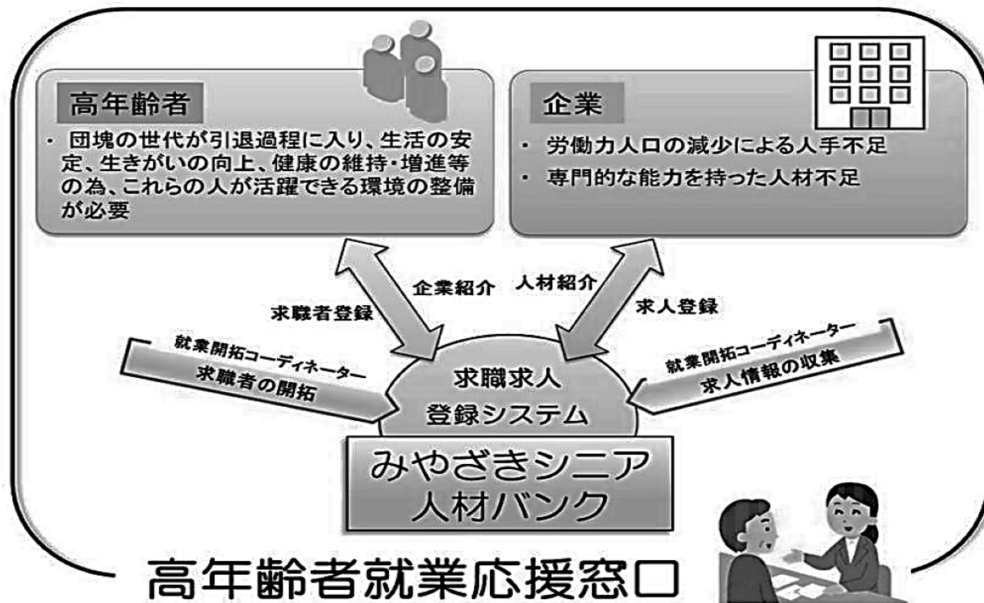 高年齢者
・ 団塊の世代が引退過程に入り、生活の安
定、生きがいの向上、健康の維持・増進等
の為、これらの人が活躍できる環境の整備
が必要
企業
・ 労働力人口の減少による人手不足
・ 専門的な能力を持った人材不足
企業紹介
人材紹介
求職者登録
求人登録
就業開拓コーディネーター
求職者の開拓
就業開拓コーディネーター
求人情報の収集
求職求人
登録システム
みやざきシニア
人材バンク
高年齢者就業応援窓口